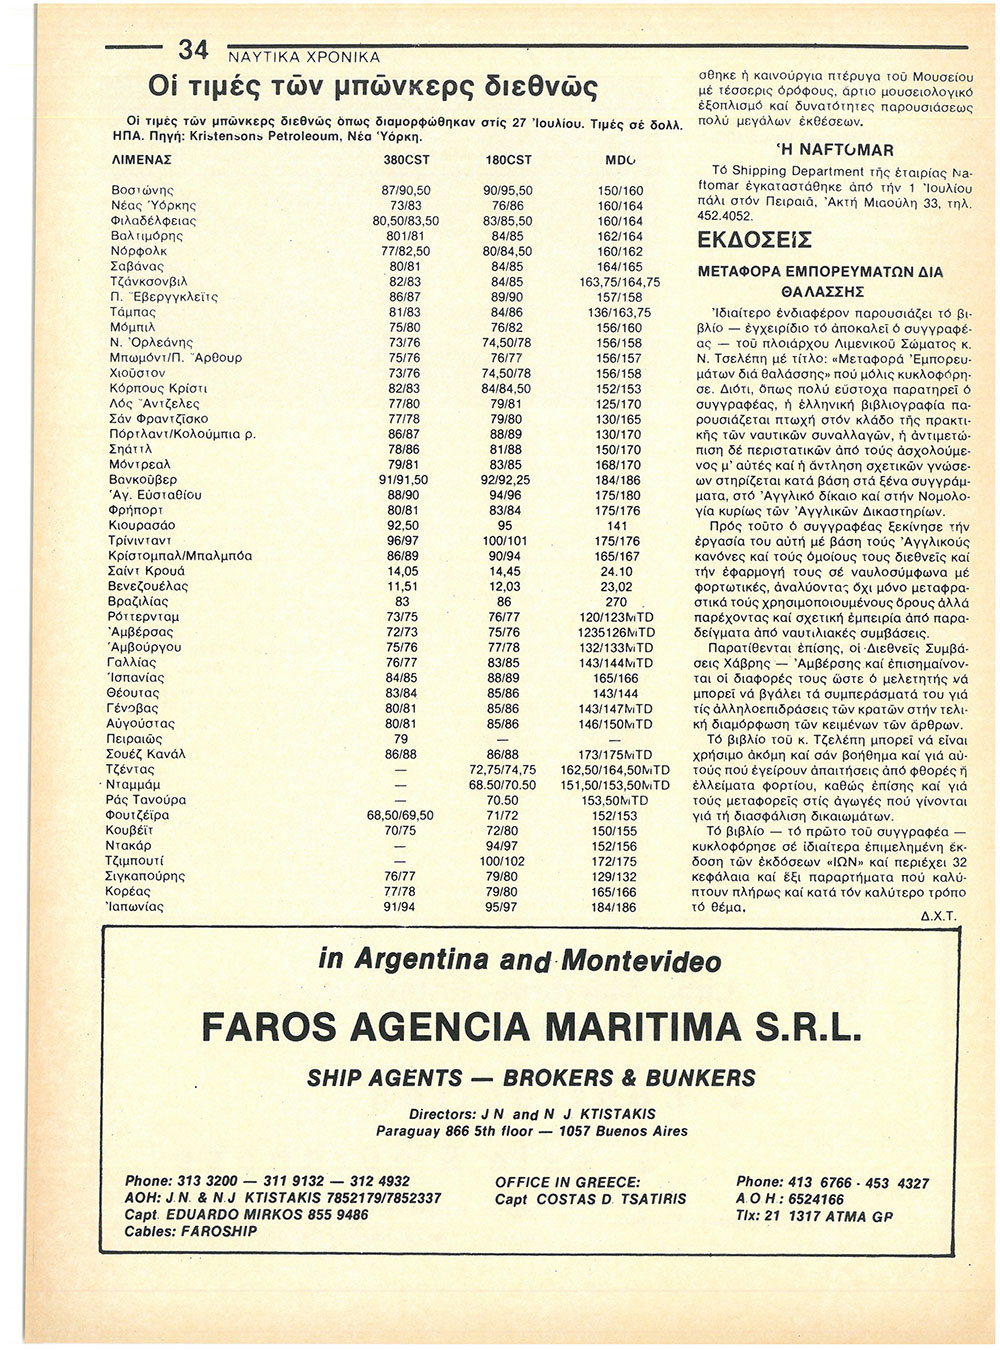 34 ΝΑΥΤΙΚΑ ΧΡΟΝΙΚΑ
Οἱ τιμές τῶν μπῶνκερς διεθνῶς
Οἱ τιμές τῶν μπῶνκερς διεθνῶς ὅπως διαμορφώθηκαν στίς 27 Ἰουλίου. Τιμές σέ δολλ.
ΗΠΑ. Πηγή: Kristensons Petroleoum, Νέα Ὑόρκη.
ΛΙΜΕΝΑΣ 380CST 180CST MDO
Βοστώνης 87/90,50 90/95,50 150/160
Νέας Ὑόρκης 73/83 76/86 160/164
Φιλαδέλφειας 80,50/83,50 83/85,50 160/164
Βαλτιμόρης 801/81 84/85 162/164
Νόρφολκ 77/82,50 80/84,50 160/162
Σαβάνας 80/81 84/85 164/165
Τζάνκσονβιλ 82/83 84/85 163,75/164,75
Π. Ἔβεργγκλεϊτς 86/87 89/90 157/158
Τάμπας 81/83 84/86 136/163,75
Μόμπιλ 75/80 76/82 156/160
Ν. Ὀρλεάνης 73/76 74,50/78 156/158
Μπωμόντ/Π. Ἄρθουρ 75/76 76/77 156/157
Χιοῦστον 73/76 74,50/78 156/158
Κόρπους Κρίστι 82/83 84/84,50 152/153
Λός Ἄντζελες 77/80 79/81 125/170
Σάν Φραντζῖσκο 77/78 79/80 130/165
Πόρτλαντ/Κολούμπια ρ. 86/87 88/89 130/170
Σηάττλ 78/86 81/88 150/170
Μόντρεαλ 79/81 83/85 168/170
Βανκοῦβερ 91/91,50 92/92,25 184/186
Ἁγ. Εὐσταθίου 88/90 94/96 175/180
Φρήπορτ 80/81 83/84 175/176
Κιουρασάο 92,50 95 141
Τρίνινταντ 96/97 100/101 175/176
Κρίστομπαλ/Μπαλμπόα 86/89 90/94 165/167
Σαίντ Κρουά 14,05 14,45 24.10
Βενεζουέλας 11,51 12,03 23,02
Βραζιλίας 83 86 270
Ρόττερνταμ 73/75 76/77 120/123MTD
Ἀμβέρσας 72/73 75/76 1235126MTD
Ἁμβούργου 75/76 77/78 132/133MTD
Γαλλίας 76/77 83/85 143/144MTD
Ἱσπανίας 84/85 88/89 165/166
Θέουτας 83/84 85/86 143/144
Γένοβας 80/81 85/86 143/147MTD
Αὐγούστας 80/81 85/86 146/150MTD
Πειραιῶς 79 — —
Σουέζ Κανάλ 86/88 86/88 173/175MTD
Τζέντας — 72,75/74,75 162,50/164,50MTD
Νταμμάμ — 68.50/70.50 151,50/153,50MTD
Ράς Τανούρα — 70.50 153,50MTD
Φουτζέϊρα 68,50/69,50 71/72 152/153
Κουβέϊτ 70/75 72/80 150/155
Ντακάρ — 94/97 152/156
Τζιμπουτί — 100/102 172/175
Σιγκαπούρης 76/77 79/80 129/132
Κορέας 77/78 79/80 165/166
Ἰαπωνίας 91/94 95/97 184/186
σθηκε ἡ καινούργια πτέρυγα τοῦ Μουσείου
μέ τέσσερις ὀρόφους, ἄρτιο μουσειολογικό
ἐξοπλισμό καί δυνατότητες παρουσιάσεως
πολύ μεγάλων ἐκθέσεων.
Ἡ NAFTOMAR
Τό Shipping Department τῆς ἑταιρίας Na-
ftomar ἐγκαταστάθηκε ἀπό τήν 1 Ἰουλίου
πάλι στόν Πειραιᾶ, Ἀκτή Μιαούλη 33, τηλ.
452.4052.
ΕΚΔΟΣΕΙΣ
ΜΕΤΑΦΟΡΑ ΕΜΠΟΡΕΥΜΑΤΩΝ ΔΙΑ
ΘΑΛΑΣΣΗΣ
Ἰδιαίτερο ἐνδιαφέρον παρουσιάζει τό βι-
βλίο — ἐγχειρίδιο τό ἀποκαλεῖ ὁ συγγραφέ-
ας — τοῦ πλοιάρχου Λιμενικοῦ Σώματος κ.
Ν. Τσελέπη μέ τίτλο: «Μεταφορά Ἐμπορευ-
μάτων διά θαλάσσης» πού μόλις κυκλοφόρη-
σε. Διότι, ὅπως πολύ εὔστοχα παρατηρεῖ ὁ
συγγραφέας, ἡ ἑλληνική βιβλιογραφία πα-
ρουσιάζεται πτωχή στόν κλάδο τῆς πρακτι-
κῆς τῶν ναυτικῶν συναλλαγῶν, ἡ ἀντιμετώ-
πιση δέ περιστατικῶν ἀπό τούς ἀσχολούμε-
νος μ' αὐτές καί ἡ ἄντληση σχετικῶν γνώσε-
ων στηρίζεται κατά βάση στά ξένα συγγράμ-
ματα, στό Ἀγγλικό δίκαιο καί στήν Νομολο-
γία κυρίως τῶν Ἀγγλικῶν Δικαστηρίων.
Πρός τοῦτο ὁ συγγραφέας ξεκίνησε τήν
ἐργασία του αὐτή μέ βάση τούς Ἀγγλικούς
κανόνες καί τούς ὁμοίους τους διεθνεῖς καί
τήν ἐφαρμογή τους σέ ναυλοσύμφωνα μέ
φορτωτικές, ἀναλύοντας ὄχι μόνο μεταφρα-
στικά τούς χρησιμοποιουμένους ὅρους ἀλλά
παρέχοντας καί σχετική ἐμπειρία ἀπό παρα-
δείγματα ἀπό ναυτιλιακές συμβάσεις.
Παρατίθενται ἐπίσης, οἱ Διεθνεῖς Συμβά-
σεις Χάβρης — Ἀμβέρσης καί ἐπισημαίνον-
ται οἱ διαφορές τους ὥστε ὁ μελετητής νά
μπορεῖ νά βγάλει τά συμπεράσματά του γιά
τίς ἀλληλοεπιδράσεις τῶν κρατῶν στήν τελι-
κή διαμόρφωση τῶν κειμένων τῶν ἄρθρων.
Τό βιβλίο τοῦ κ. Τζελέπη μπορεῖ νά εἶναι
χρήσιμο ἀκόμη καί σάν βοήθημα καί γιά αὐ-
τούς πού ἐγείρουν ἀπαιτήσεις ἀπό φθορές ἤ
ἐλλείματα φορτίου, καθώς ἐπίσης καί γιά
τούς μεταφορεῖς στίς ἀγωγές πού γίνονται
γιά τή διασφάλιση δικαιωμάτων.
Τό βιβλίο — τό πρῶτο τοῦ συγγραφέα —
κυκλοφόρησε σέ ἰδιαίτερα ἐπιμελημένη ἔκ-
δοση τῶν ἐκδόσεων «ΙΩΝ» καί περιέχει 32
κεφάλαια καί ἕξι παραρτήματα πού καλύ-
πτουν πλήρως καί κατά τόν καλύτερο τρόπο
τό θέμα.
Δ.Χ.Τ.
in Argentina and Montevideo
FAROS AGENCIA MARITIMA S.R.L.
SHIP AGENTS — BROKERS & BUNKERS
Directors: J N and N J KTISTAKIS
Paraguay 866 5th floor — 1057 Buenos Aires
Phone: 313 3200 — 311 9132 — 312 4932
AOH: J.N. & N.J KTISTAKIS 7852179/7852337
Capt. EDUARDO MIRKOS 855 9486
Cables: FAROSHIP
OFFICE IN GREECE:
Capt COSTAS D. TSATIRIS
Phone: 413 6766 - 453 4327
A O H : 6524166
Tlx: 21 1317 ATMA GR